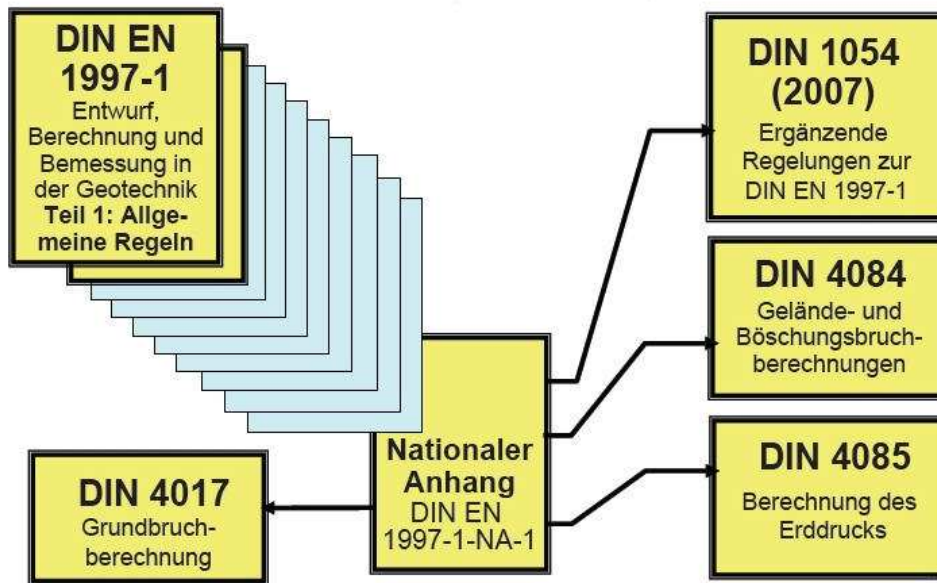 DIN EN
1997-1
Entwurf,
Berechnung und
Bemessung in
der Geotechnik
Teil 1: Allge-
meine Regeln
DIN 1054
(2007)
Ergänzende
Regelungen zur
DIN EN 1997-1
DIN 4084
Gelände- und
Böschungsbruch-
berechnungen
Nationaler
Anhang
DIN EN
1997-1-NA-1
DIN 4085
Berechnung des
Erddrucks
DIN 4017
Grundbruch-
berechnung